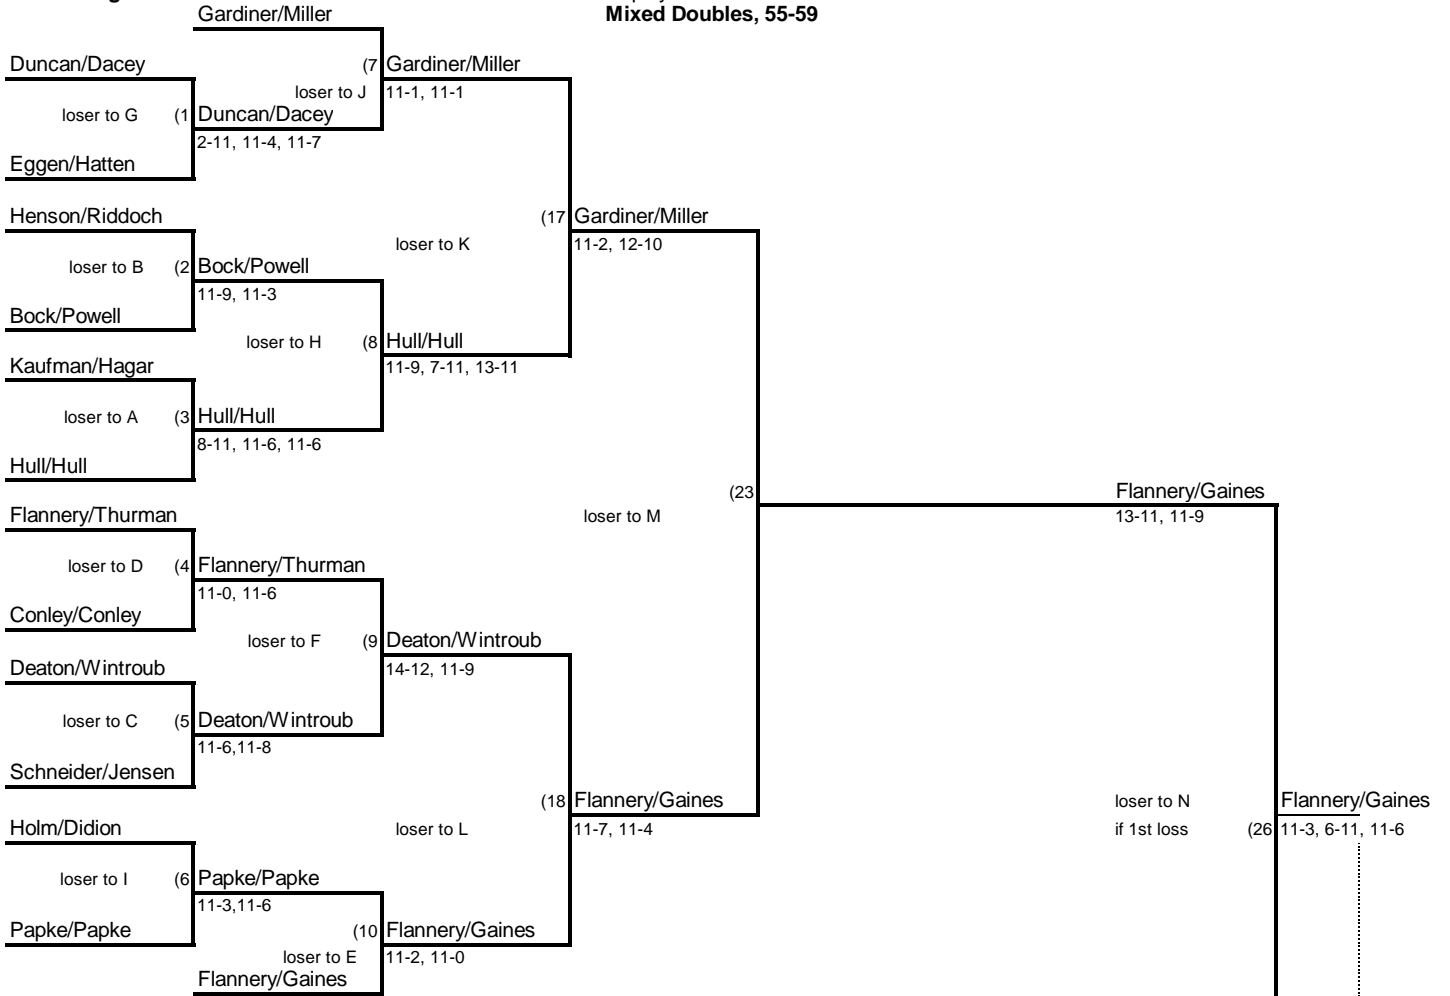 Gardiner/Miller
Mixed Doubles, 55-59
Duncan/Dacey
(7 Gardiner/Miller
loser to J 11-1, 11-1
loser to G (1 Duncan/Dacey
2-11, 11-4, 11-7
Eggen/Hatten
Henson/Riddoch
(17 Gardiner/Miller
loser to K 11-2, 12-10
loser to B (2 Bock/Powell
11-9, 11-3
Bock/Powell
loser to H (8 Hull/Hull
11-9, 7-11, 13-11
Kaufman/Hagar
loser to A (3 Hull/Hull
8-11, 11-6, 11-6
Hull/Hull
(23 Flannery/Gaines
loser to M 13-11, 11-9
Flannery/Thurman
loser to D (4 Flannery/Thurman
11-0, 11-6
Conley/Conley
loser to F (9 Deaton/Wintroub
14-12, 11-9
Deaton/Wintroub
loser to C (5 Deaton/Wintroub
11-6,11-8
Schneider/Jensen
(18 Flannery/Gaines
loser to N Flannery/Gaines
Holm/Didion
loser to L 11-7, 11-4
if 1st loss (26 11-3, 6-11, 11-6
loser to I (6 Papke/Papke
11-3,11-6
Papke/Papke
(10 Flannery/Gaines
loser to E 11-2, 11-0
Flannery/Gaines